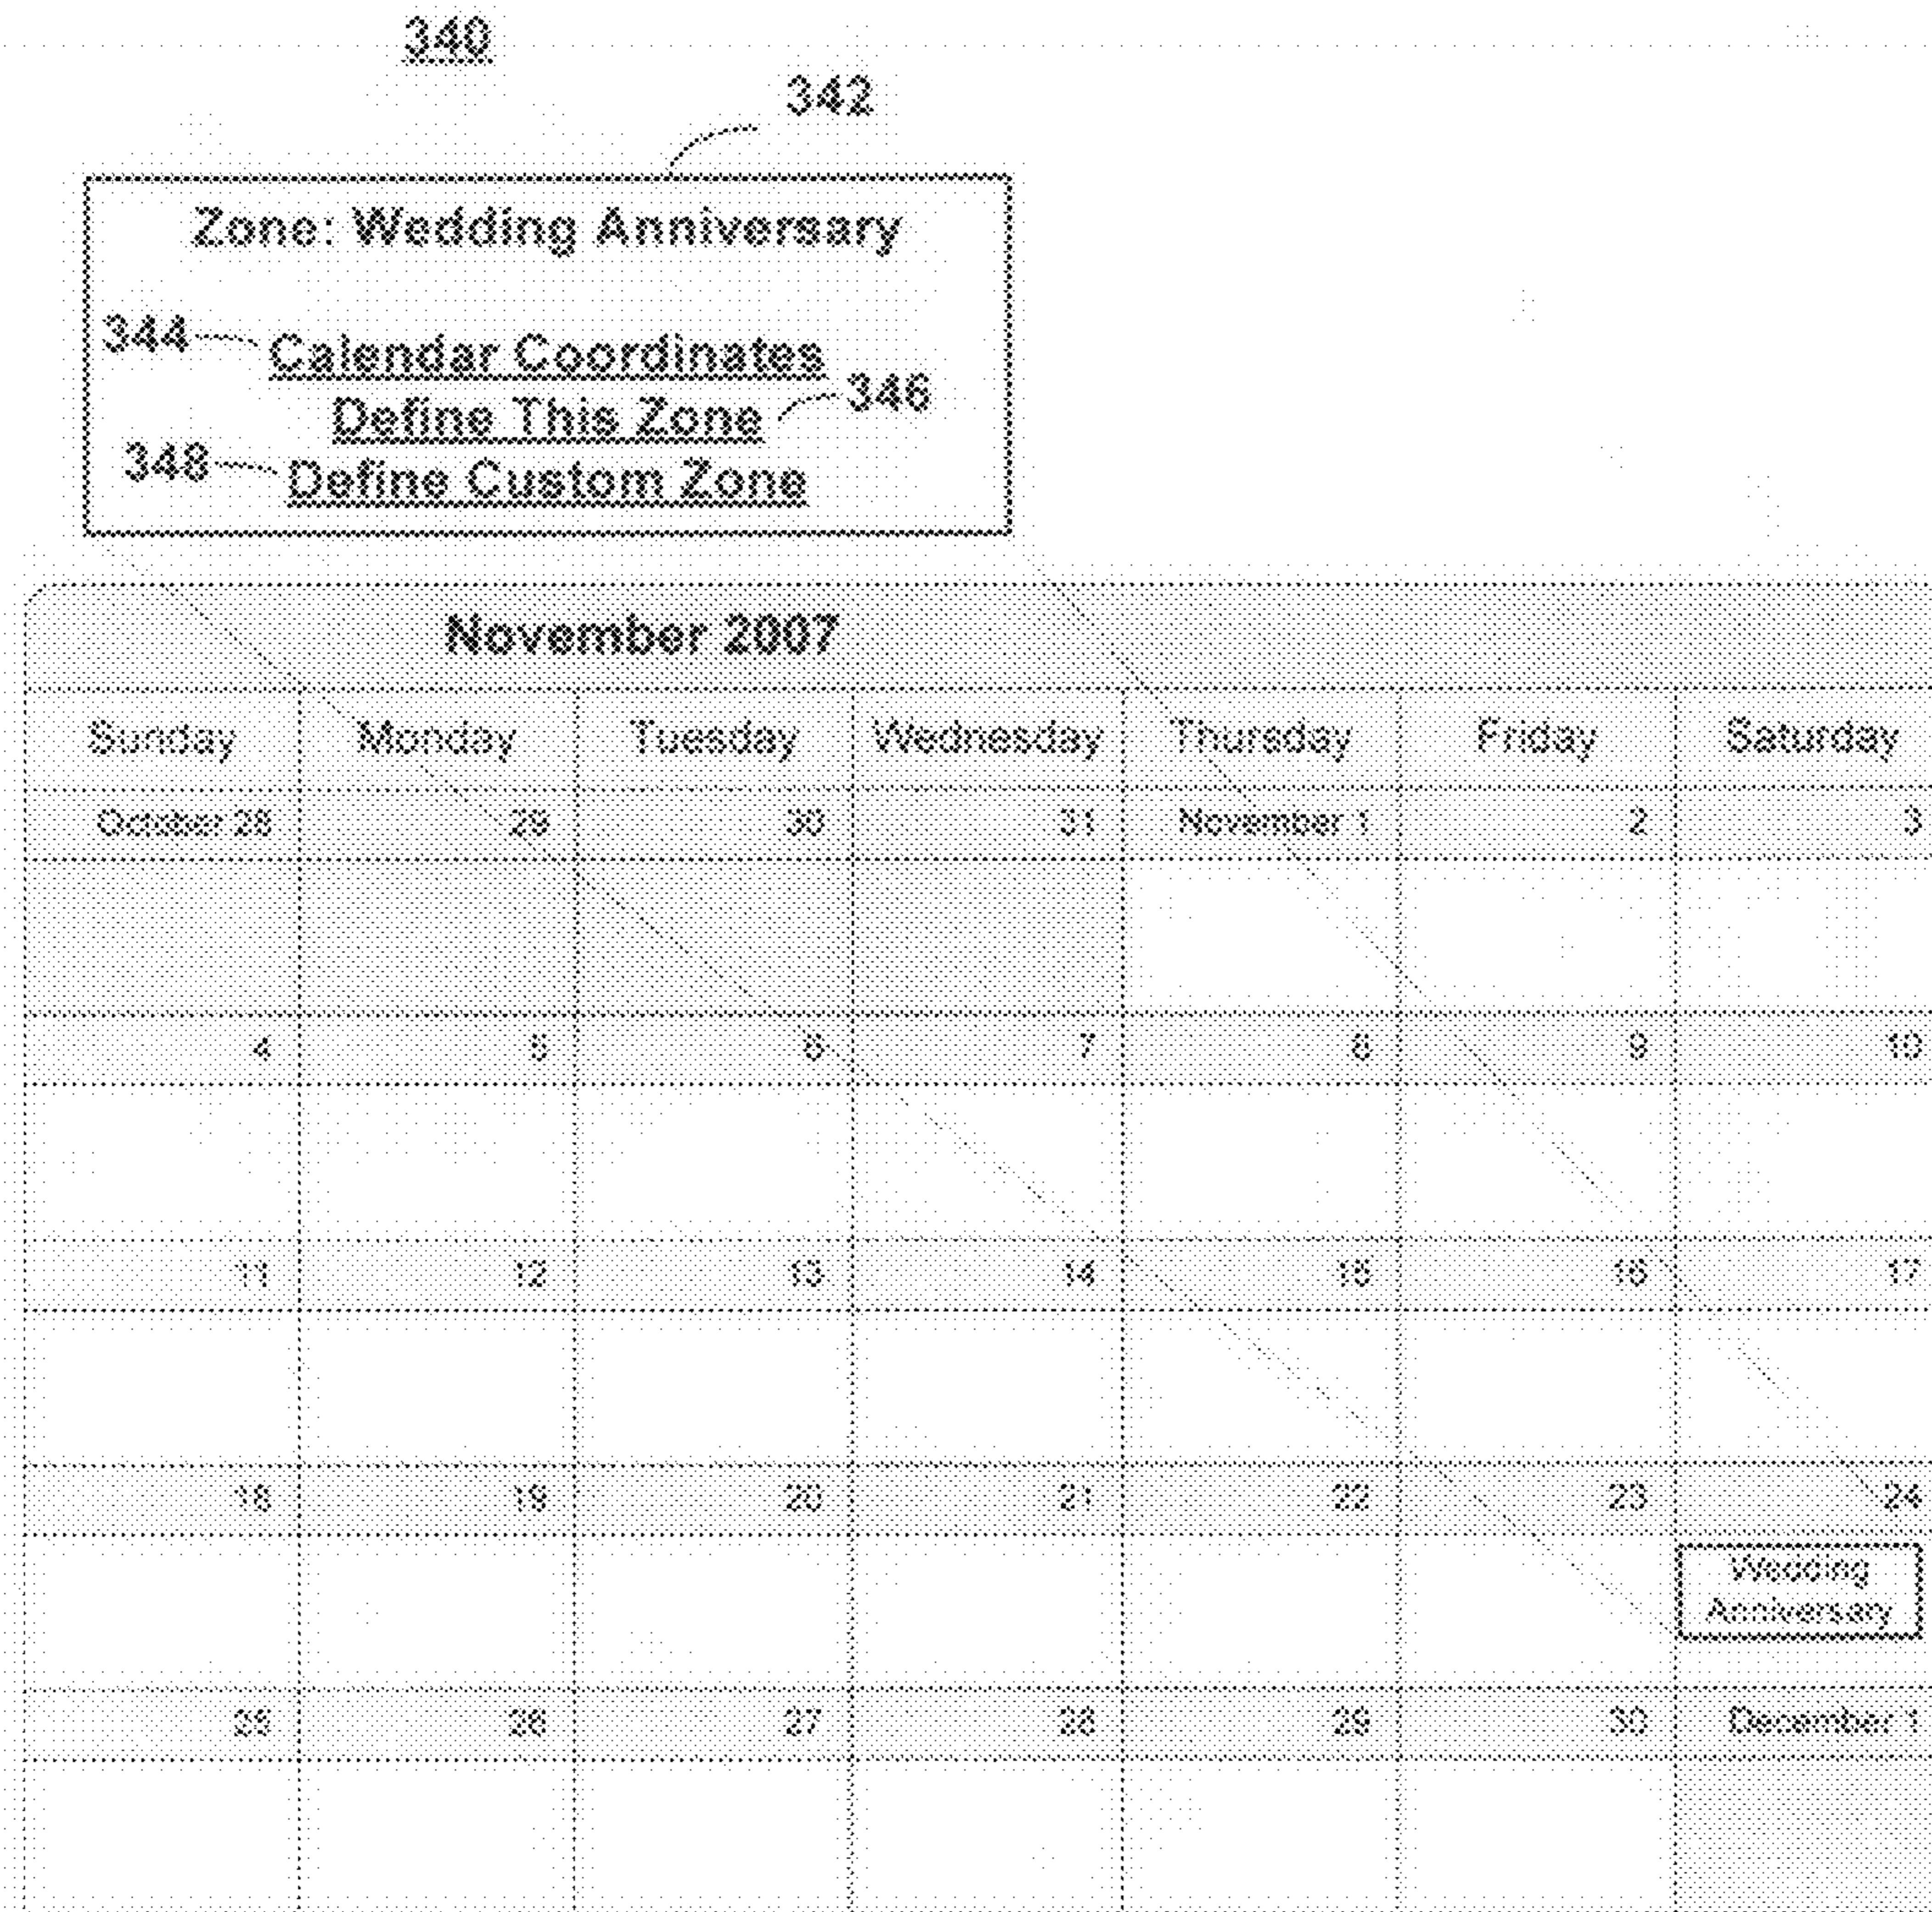 340
342
Zone: Wedding Anniversary
344 Calendar Coordinates
Define This Zone 346
348 Define Custom Zone
November 2007
Sunday Monday Tuesday Wednesday Thursday Friday Saturday
October 28 29 30 31 November 1 2 3
4 5 6 7 8 9 10
11 12 13 14 15 16 17
18 19 20 21 22 23 24
Wedding
Anniversary
25 26 27 28 29 30 December 1